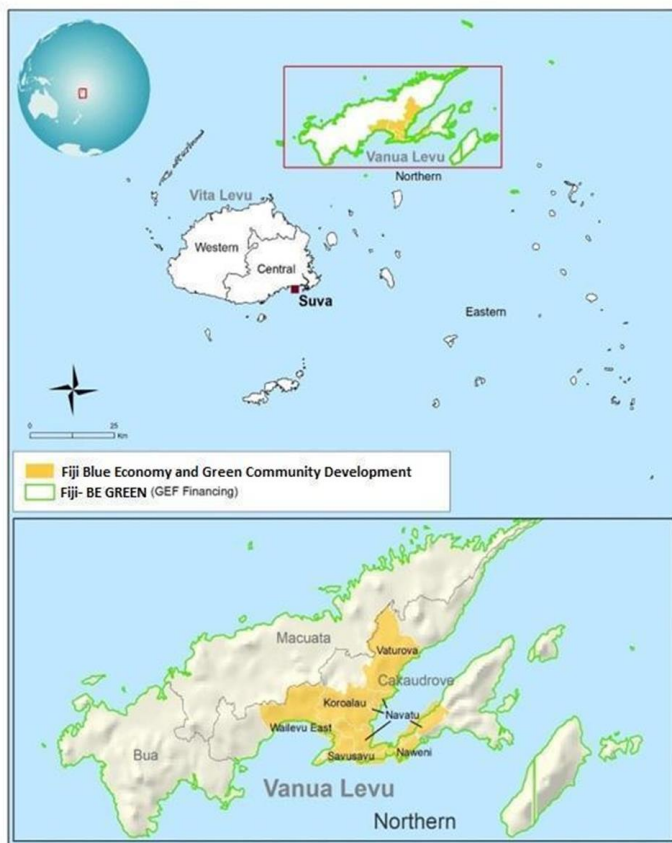 Vanua Levu
Northern
Vita Levu
Western
Central
Suva
Eastern
0 25
Km
Fiji Blue Economy and Green Community Development
Fiji- BE GREEN (GEF Financing)
Macuata
Vaturova
Cakaudrove
Koroalau
Navatu
Wailevu East
Bua
Savusavu
Naweni
Vanua Levu
Northern